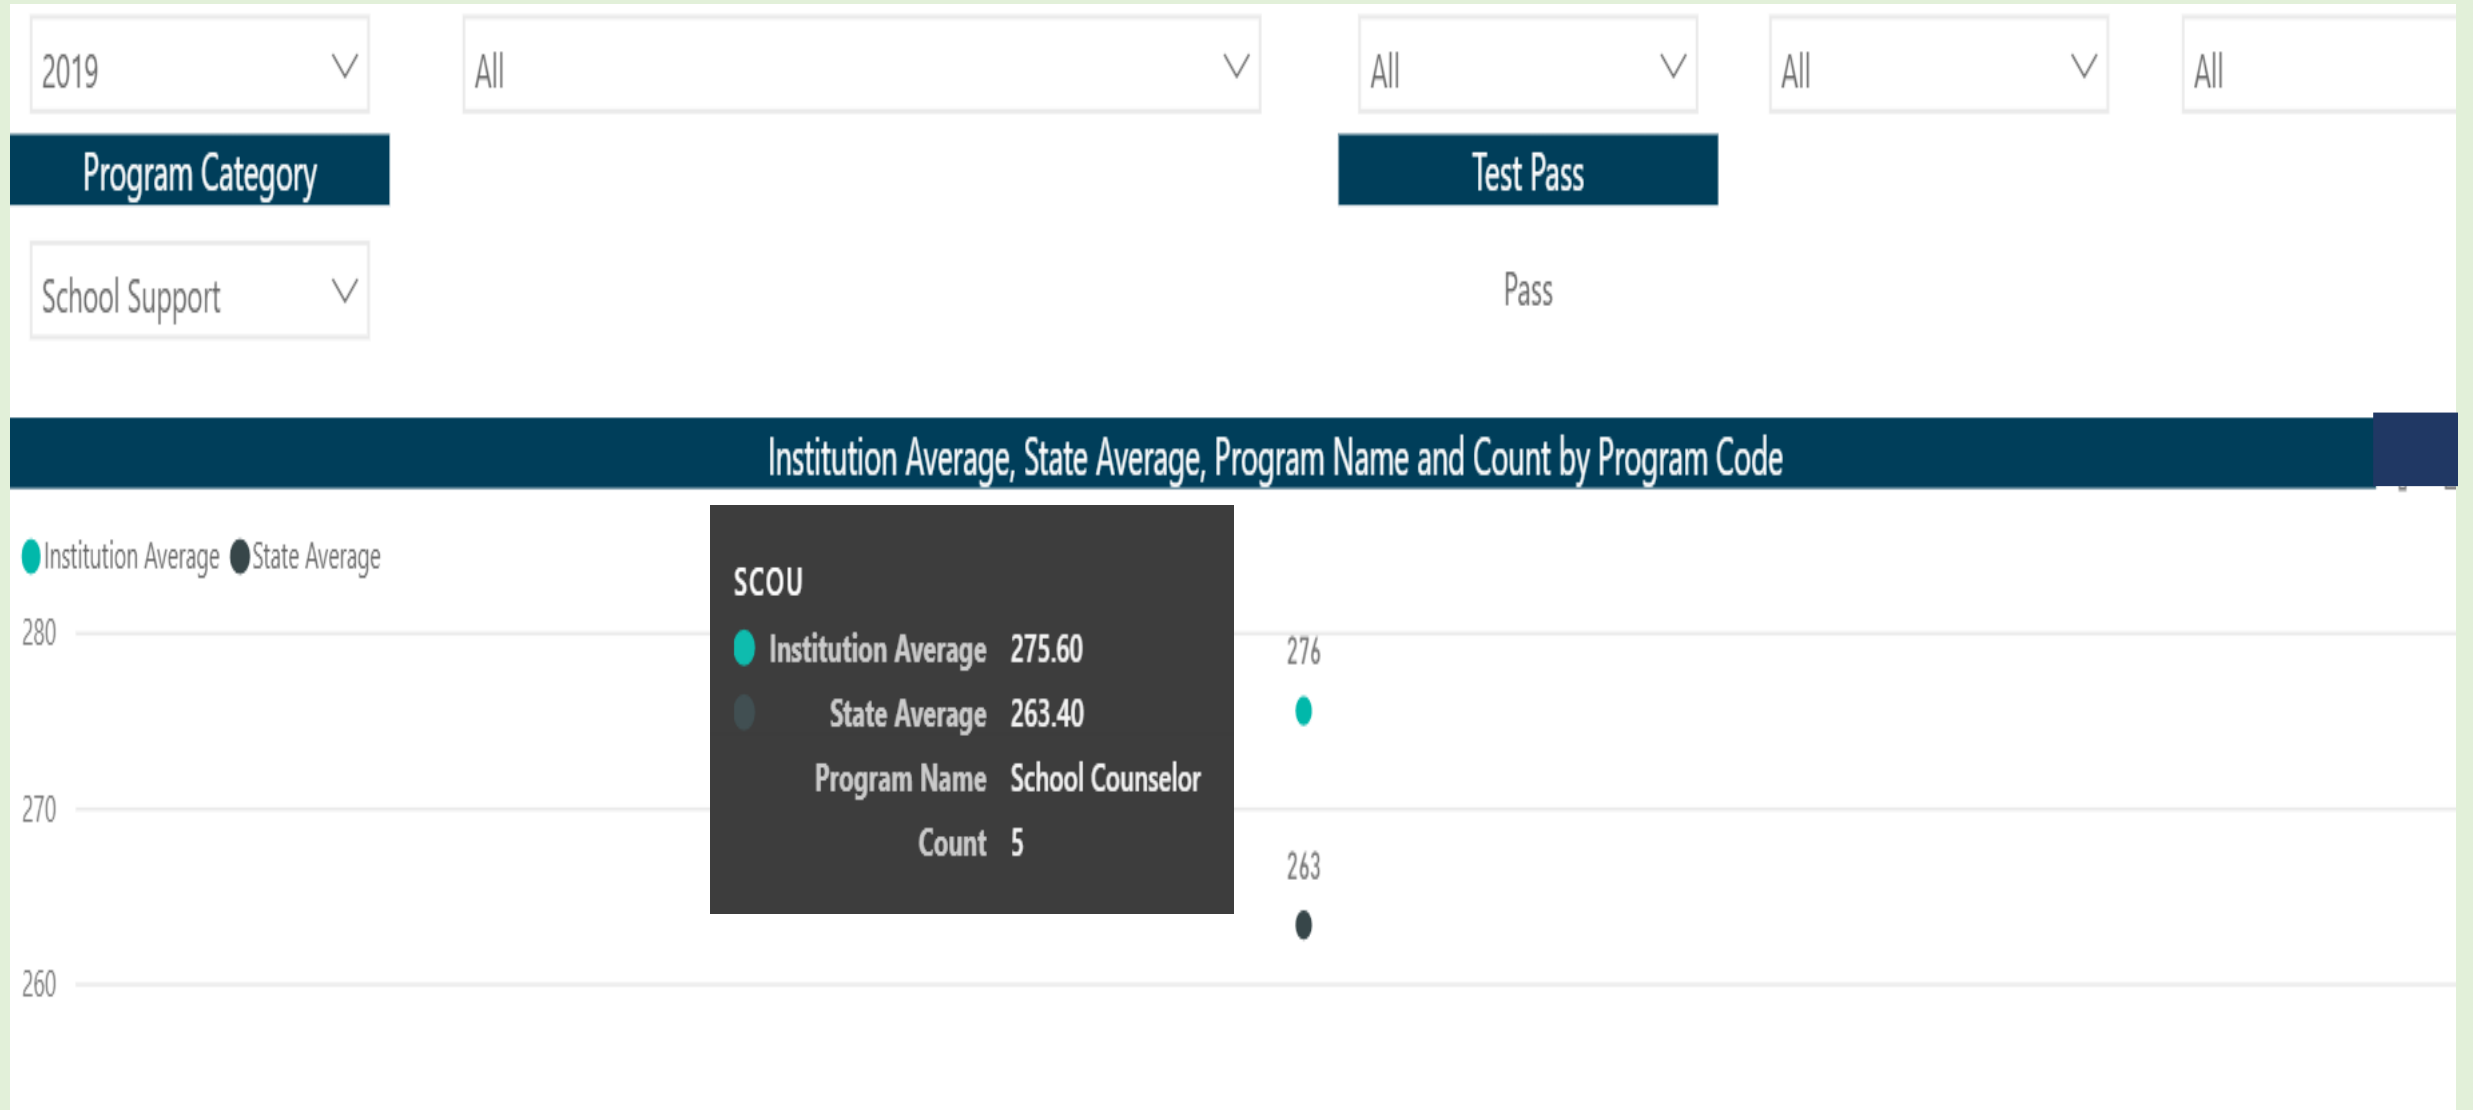 2019 All All All All
Program Category Test Pass
School Support Pass
Institution Average, State Average, Program Name and Count by Program Code
Institution Average State Average
SCOU
Institution Average 275.60
State Average 263.40
Program Name School Counselor
Count 5
280
276
270
263
260